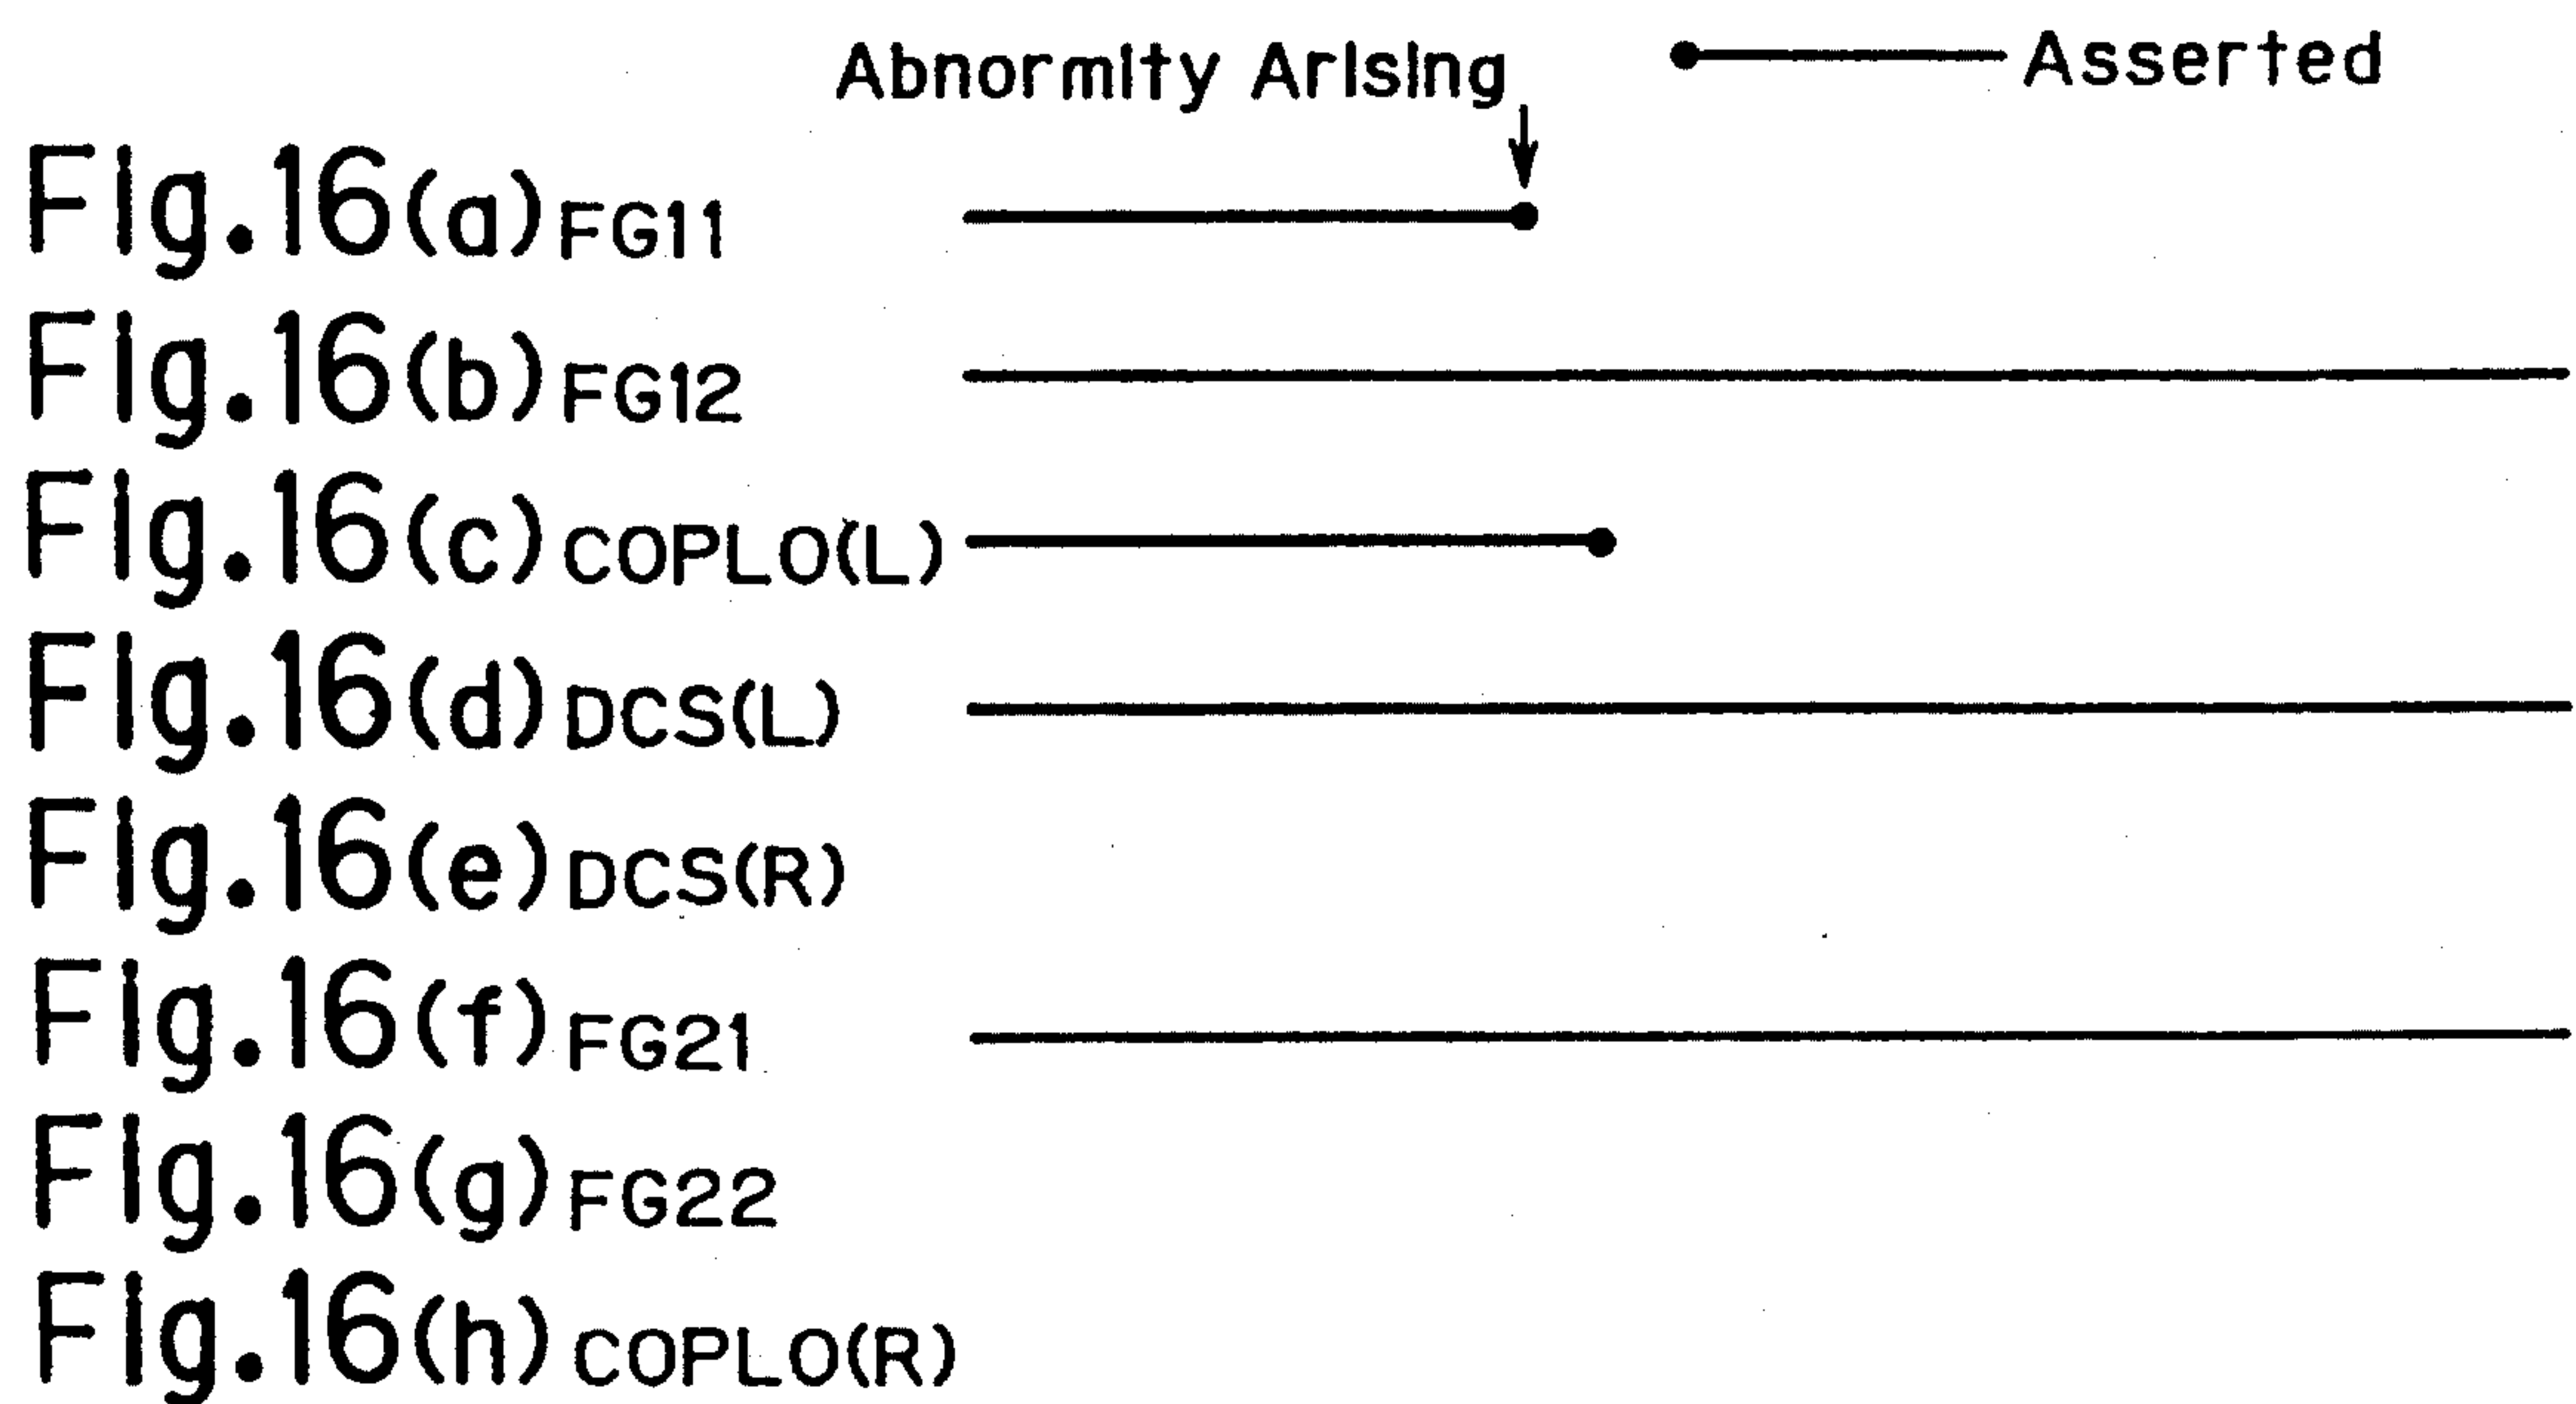 Abnormity Arising
Asserted
Fig.16(a) FG11
Fig.16(b) FG12
Fig.16(c) COPLO(L)
Fig.16(d) DCS(L)
Fig.16(e) DCS(R)
Fig.16(f) FG21
Fig.16(g) FG22
Fig.16(h) COPLO(R)